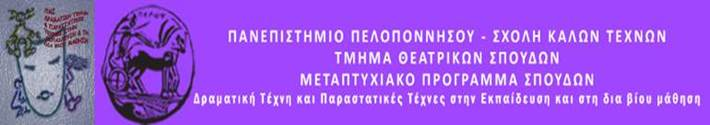 ΠΑΝΕΠΙΣΤΗΜΙΟ ΠΕΛΟΠΟΝΝΗΣΟΥ - ΣΧΟΛΗ ΚΑΛΩΝ ΤΕΧΝΩΝ
ΤΜΗΜΑ ΘΕΑΤΡΙΚΩΝ ΣΠΟΥΔΩΝ
ΜΕΤΑΠΤΥΧΙΑΚΟ ΠΡΟΓΡΑΜΜΑ ΣΠΟΥΔΩΝ
Δραματική Τέχνη και Παραστατικές Τέχνες στην Εκπαίδευση και στη δια βίου μάθηση